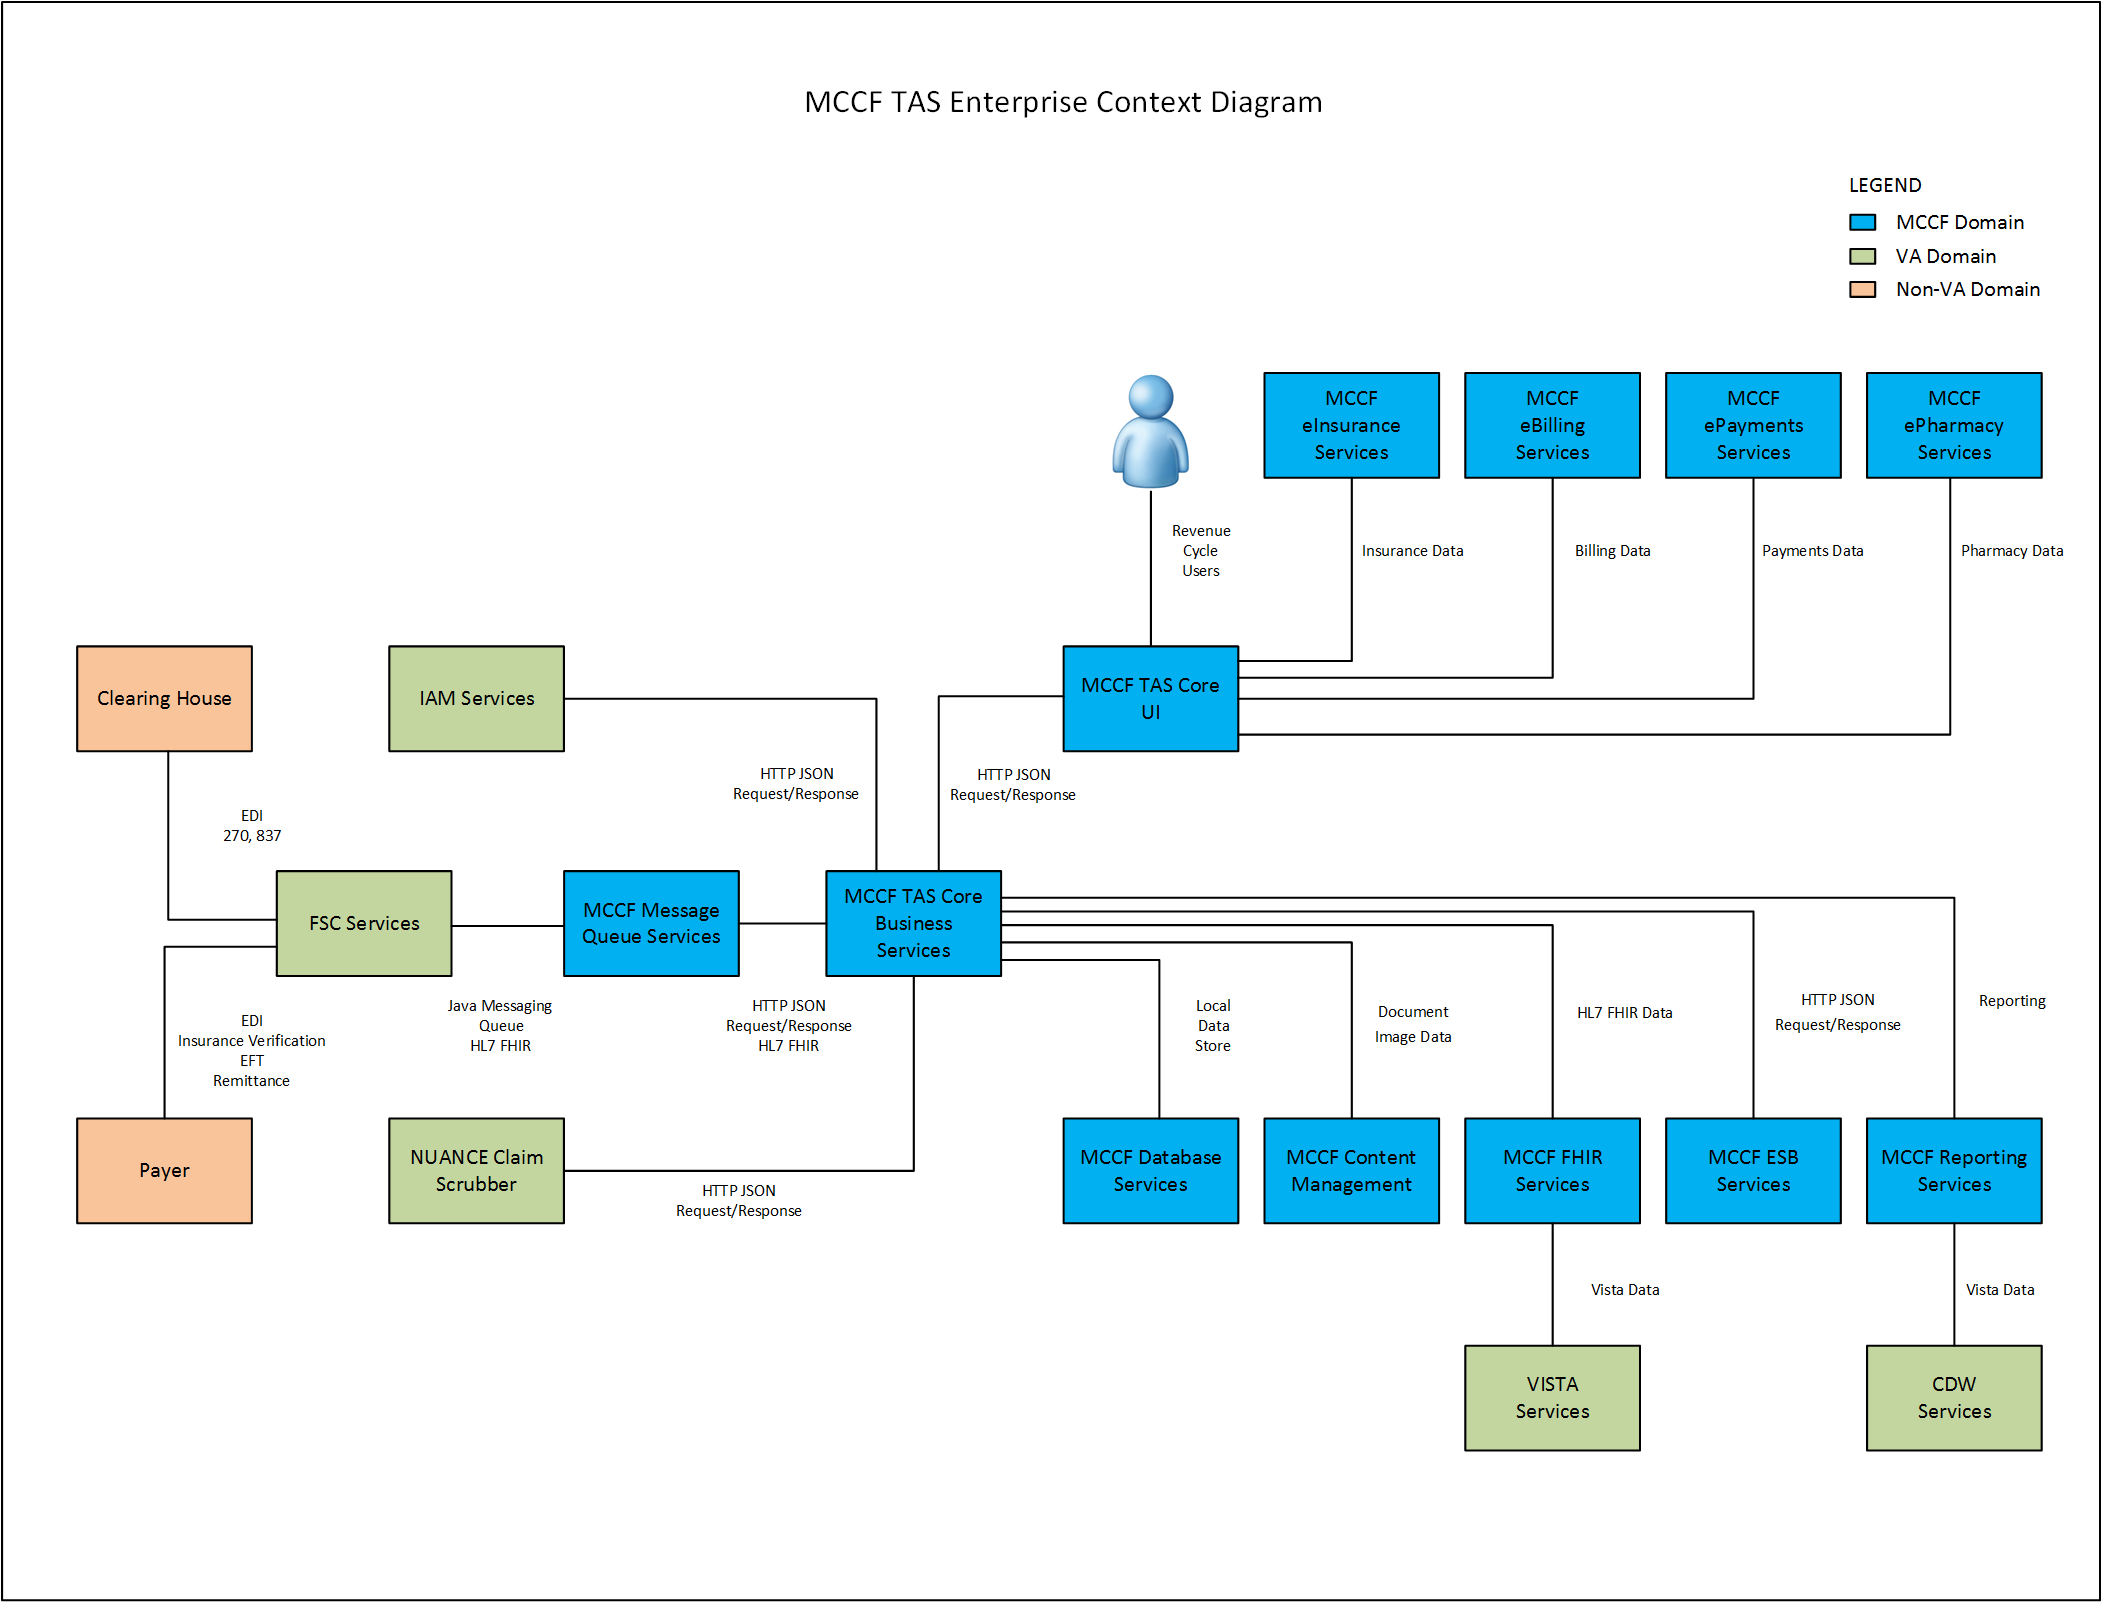 MCCF TAS Enterprise Context Diagram
LEGEND
MCCF Domain
VA Domain
Non-VA Domain
MCCF
eInsurance
Services
MCCF
eBilling
Services
MCCF
ePayments
Services
MCCF
ePharmacy
Services
Revenue
Cycle
Users
Insurance Data
Billing Data
Payments Data
Pharmacy Data
Clearing House
IAM Services
MCCF TAS Core
UI
HTTP JSON
Request/Response
HTTP JSON
Request/Response
EDI
270, 837
FSC Services
MCCF Message
Queue Services
MCCF TAS Core
Business
Services
EDI
Insurance Verification
EFT
Remittance
Java Messaging
Queue
HL7 FHIR
HTTP JSON
Request/Response
HL7 FHIR
Local
Data
Store
Document
Image Data
HL7 FHIR Data
HTTP JSON
Request/Response
Reporting
Payer
NUANCE Claim
Scrubber
HTTP JSON
Request/Response
MCCF Database
Services
MCCF Content
Management
MCCF FHIR
Services
MCCF ESB
Services
MCCF Reporting
Services
Vista Data
Vista Data
VISTA
Services
CDW
Services